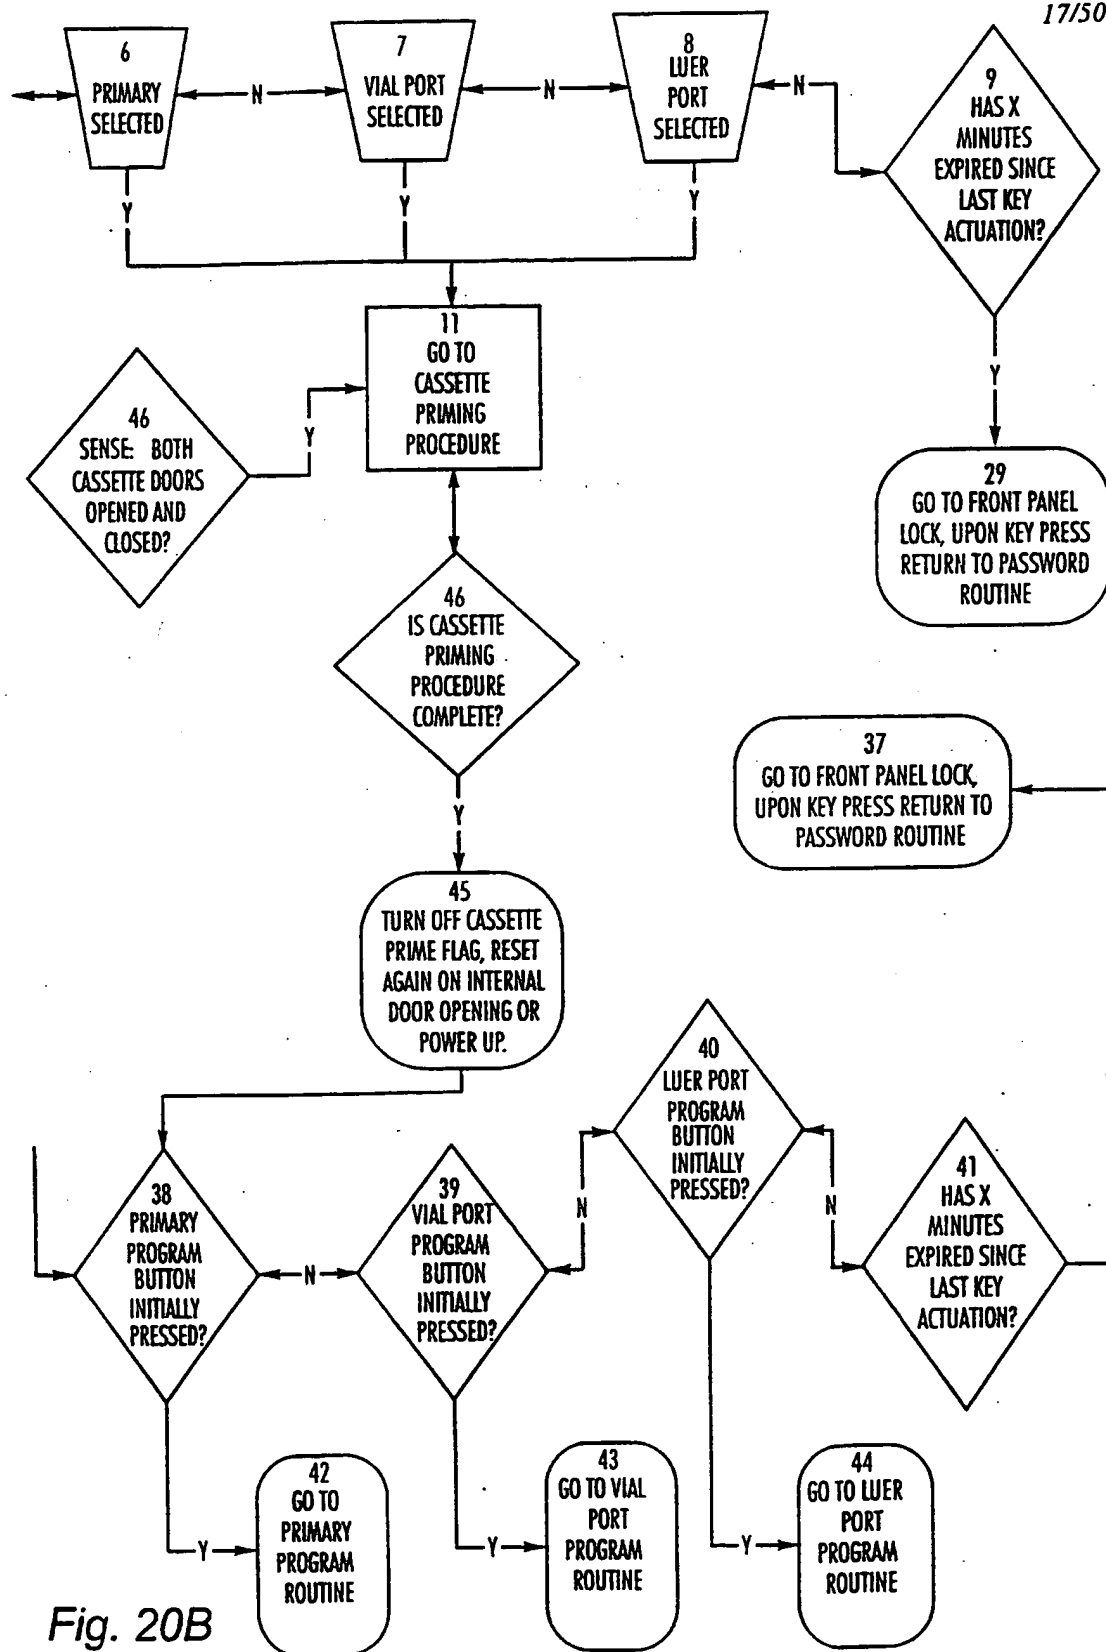 17/50
6
PRIMARY
SELECTED
N
7
VIAL PORT
SELECTED
N
8
LUER
PORT
SELECTED
N
9
HAS X
MINUTES
EXPIRED SINCE
LAST KEY
ACTUATION?
Y
Y
Y
Y
11
GO TO
CASSETTE
PRIMING
PROCEDURE
46
SENSE: BOTH
CASSETTE DOORS
OPENED AND
CLOSED?
Y
29
GO TO FRONT PANEL
LOCK, UPON KEY PRESS
RETURN TO PASSWORD
ROUTINE
46
IS CASSETTE
PRIMING
PROCEDURE
COMPLETE?
Y
37
GO TO FRONT PANEL LOCK,
UPON KEY PRESS RETURN TO
PASSWORD ROUTINE
45
TURN OFF CASSETTE
PRIME FLAG, RESET
AGAIN ON INTERNAL
DOOR OPENING OR
POWER UP.
38
PRIMARY
PROGRAM
BUTTON
INITIALLY
PRESSED?
N
39
VIAL PORT
PROGRAM
BUTTON
INITIALLY
PRESSED?
N
40
LUER PORT
PROGRAM
BUTTON
INITIALLY
PRESSED?
N
41
HAS X
MINUTES
EXPIRED SINCE
LAST KEY
ACTUATION?
Y
42
GO TO
PRIMARY
PROGRAM
ROUTINE
Y
43
GO TO VIAL
PORT
PROGRAM
ROUTINE
Y
44
GO TO LUER
PORT
PROGRAM
ROUTINE
Fig. 20B